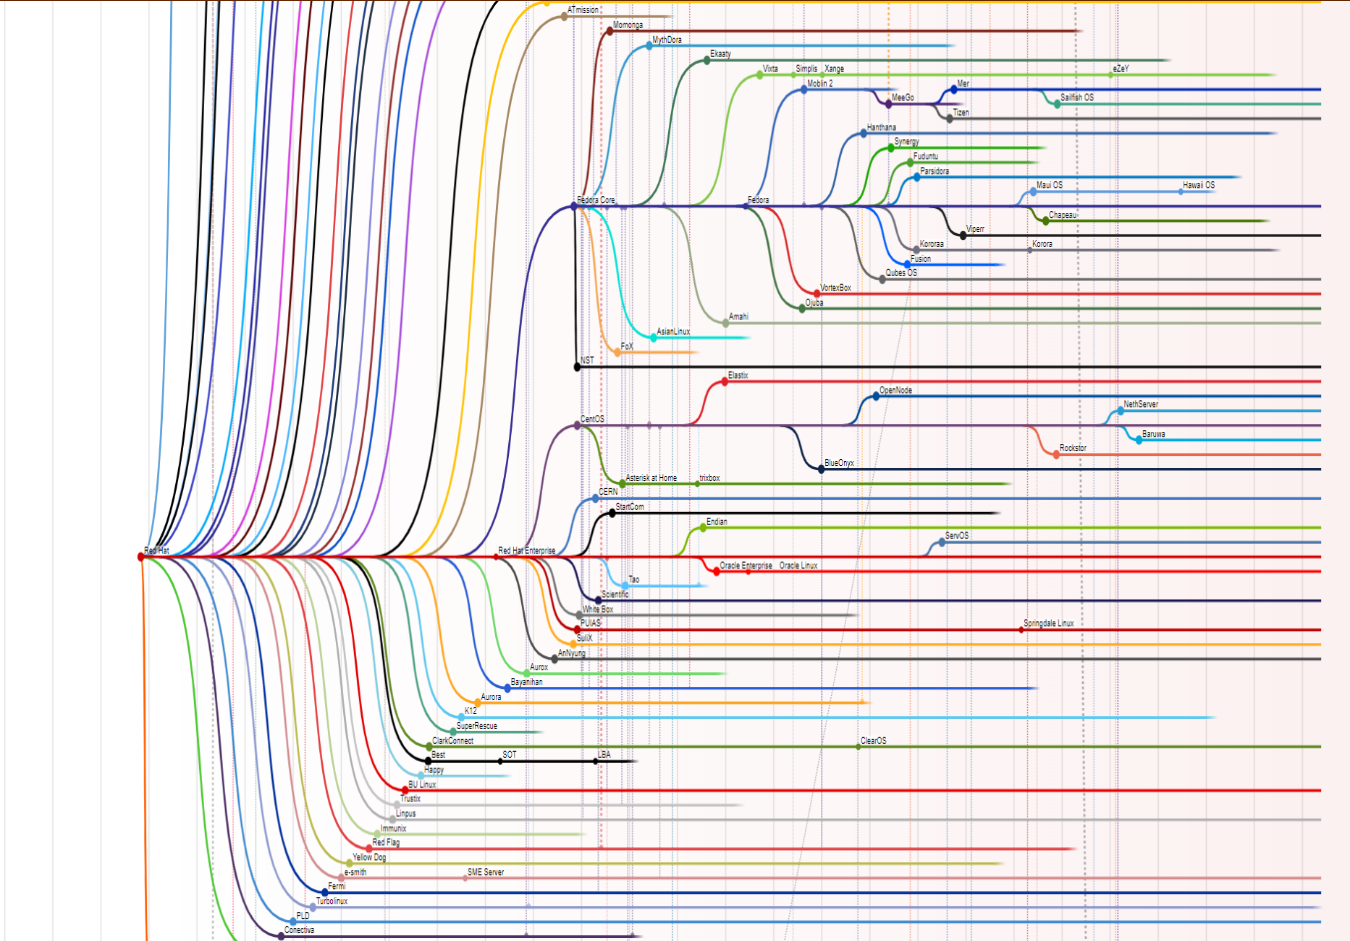 ATmission
Momonga
MythDora
Ekaaty
Vixta Simplis Xange eZeY
Moblin 2 Mer
MeeGo Sailfish OS
Tizen
Hanthana
Synergy
Fuduntu
Parsidora
Maui OS Hawaii OS
Fedora Core Fedora
Chapeau
Viperr
Kororaa Korora
Fusion
Qubes OS
VortexBox
Ojuba
Amahi
AsianLinux
FoX
NST
Elastix
OpenNode
NethServer
CentOS
Baruwa
Rockstor
BlueOnyx
Asterisk at Home trixbox
CERN
StartCom
Endian
ServOS
Red Hat Red Hat Enterprise
Oracle Enterprise Oracle Linux
Tao
Scientific
White Box
PUIAS Springdale Linux
SuliX
AnNyung
Aurox
Bayanihan
Aurora
K12
SuperRescue
ClarkConnect ClearOS
Best SOT LBA
Happy
BU Linux
Trustix
Linpus
Immunix
Red Flag
Yellow Dog
e-smith SME Server
Fermi
Turbolinux
PLD
Conectiva